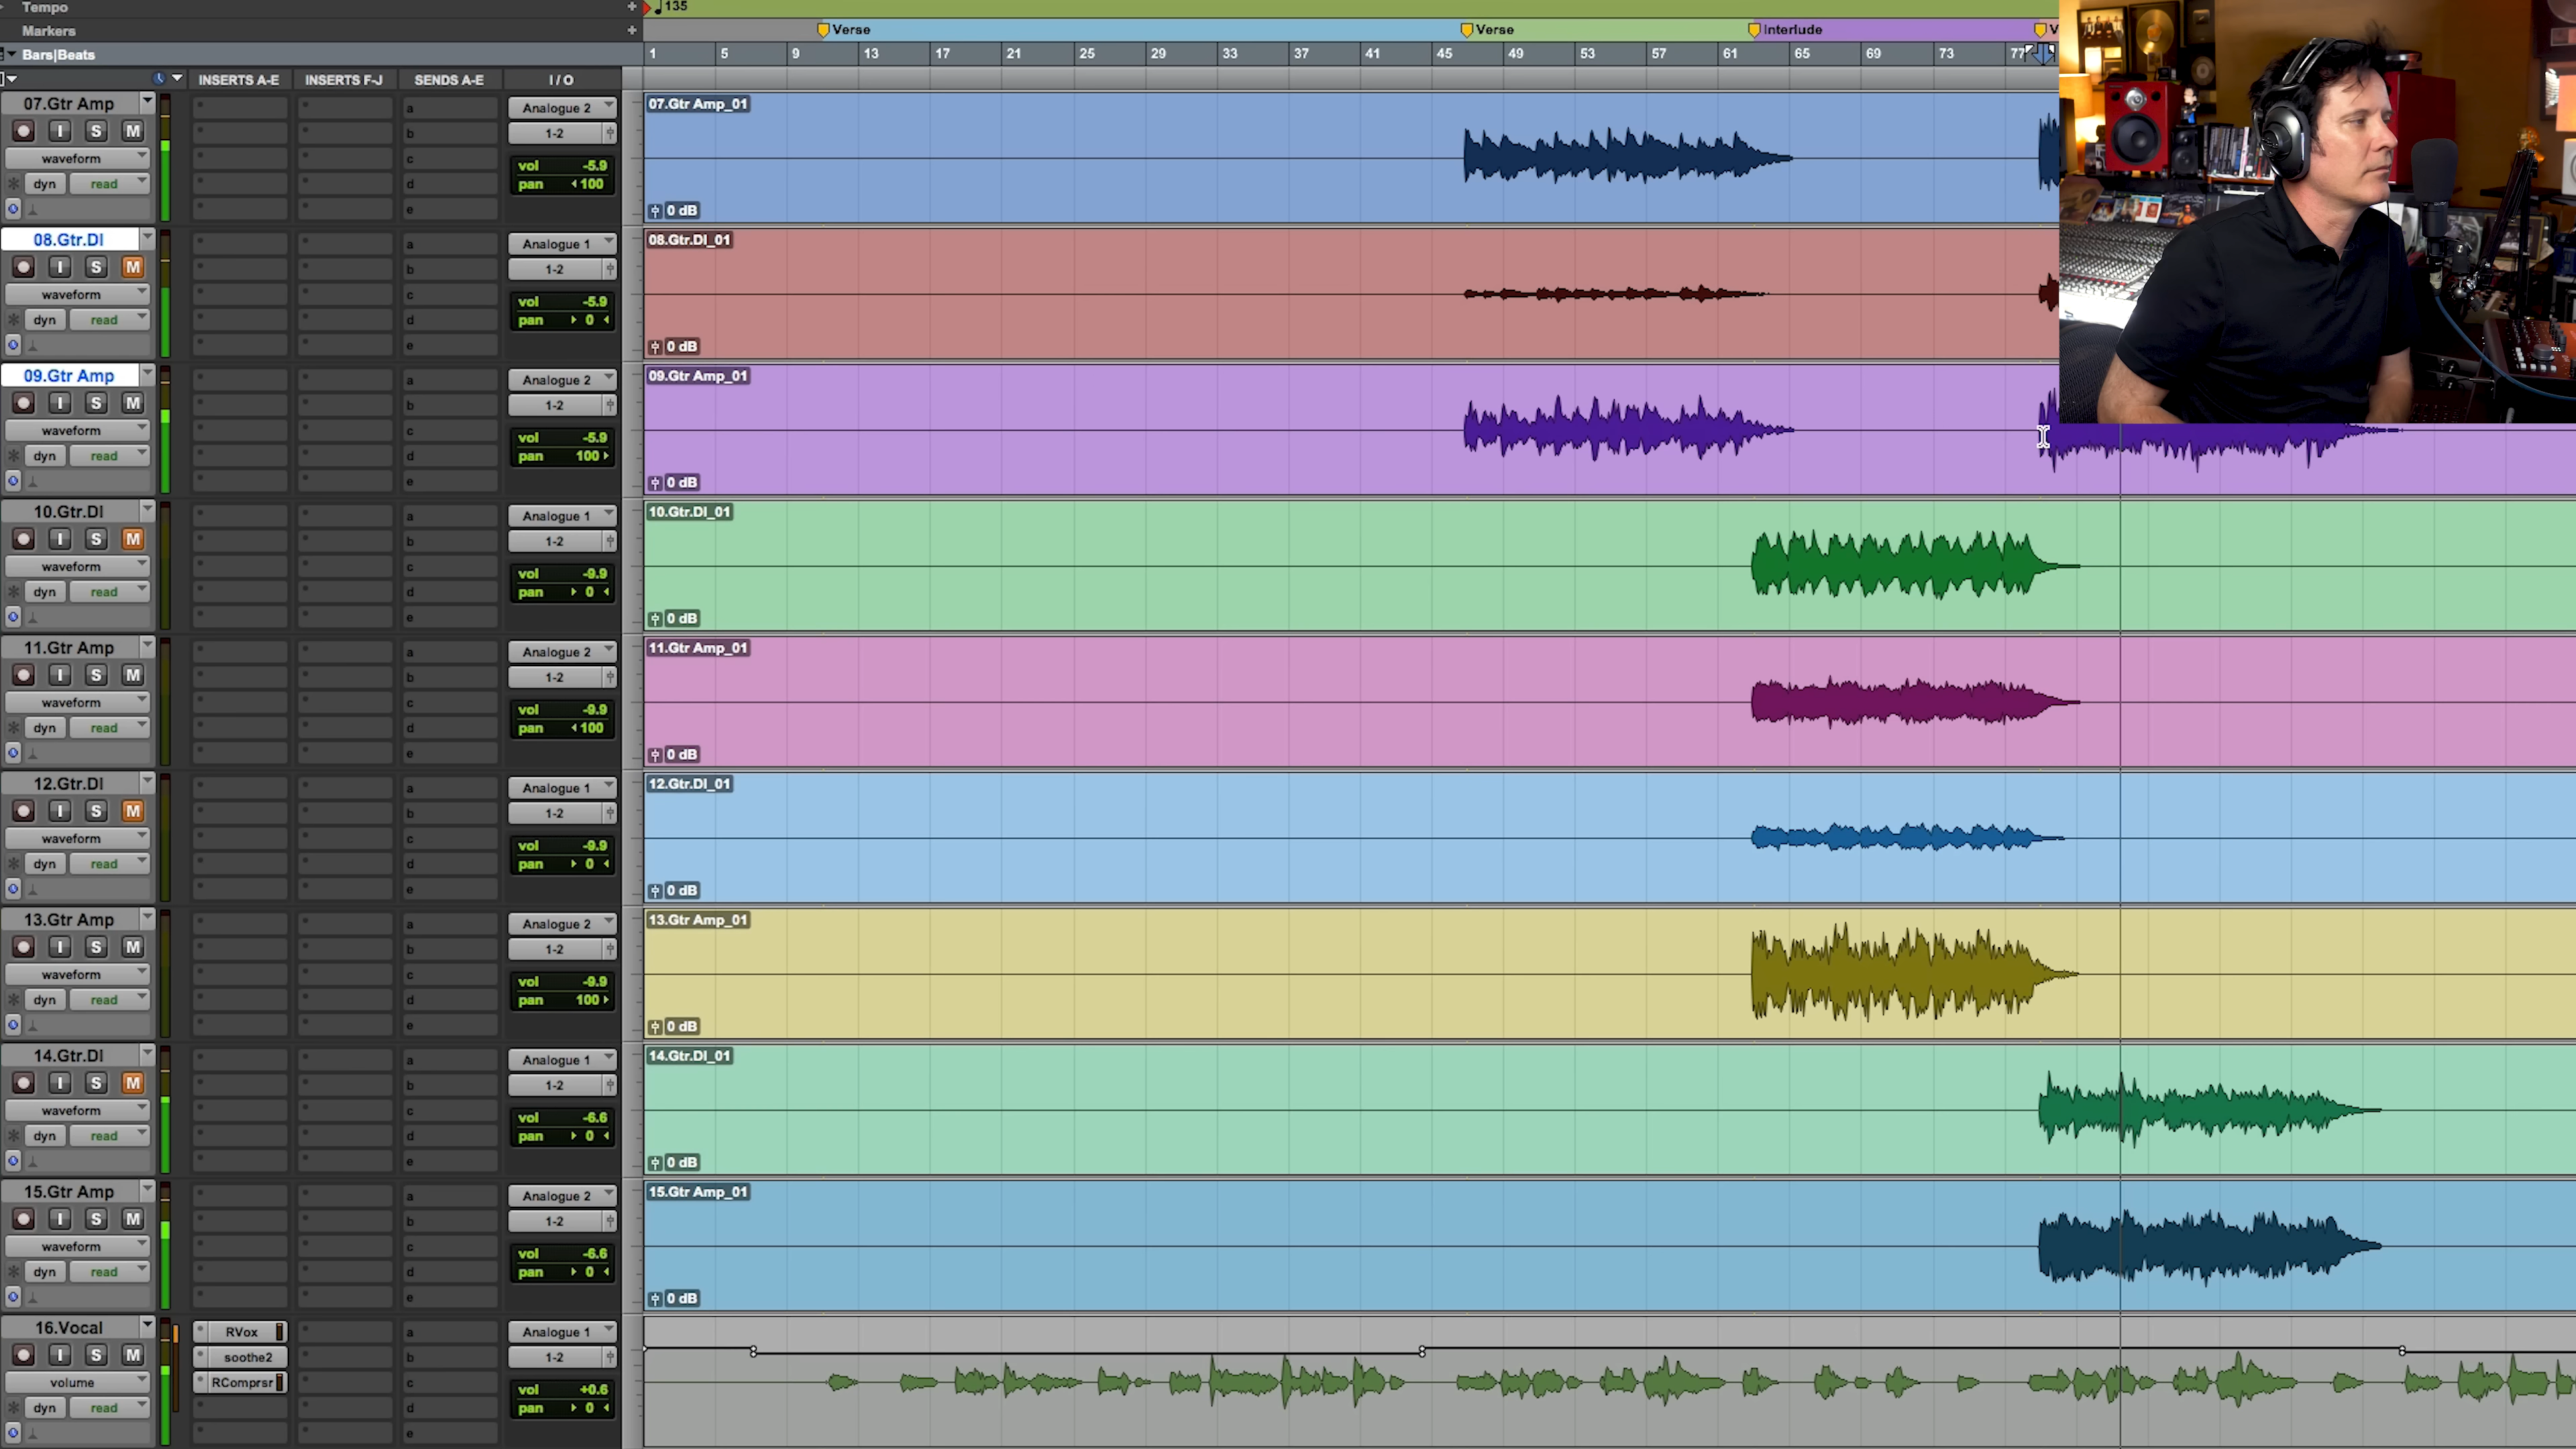 Tempo + 135
Markers + Verse Verse Interlude V
Bars|Beats 1 5 9 13 17 21 25 29 33 37 41 45 49 53 57 61 65 69 73 77
INSERTS A-E INSERTS F-J SENDS A-E I / O
07.Gtr Amp a Analogue 2 07.Gtr Amp_01
I S M b 1-2
waveform c vol -5.9
dyn read d pan 100
e 0 dB
08.Gtr.DI a Analogue 1 08.Gtr.DI_01
I S M b 1-2
waveform c vol -5.9
dyn read d pan 0
e 0 dB
09.Gtr Amp a Analogue 2 09.Gtr Amp_01
I S M b 1-2
waveform c vol -5.9
dyn read d pan 100
e 0 dB
10.Gtr.DI a Analogue 1 10.Gtr.DI_01
I S M b 1-2
waveform c vol -9.9
dyn read d pan 0
e 0 dB
11.Gtr Amp a Analogue 2 11.Gtr Amp_01
I S M b 1-2
waveform c vol -9.9
dyn read d pan 100
e 0 dB
12.Gtr.DI a Analogue 1 12.Gtr.DI_01
I S M b 1-2
waveform c vol -9.9
dyn read d pan 0
e 0 dB
13.Gtr Amp a Analogue 2 13.Gtr Amp_01
I S M b 1-2
waveform c vol -9.9
dyn read d pan 100
e 0 dB
14.Gtr.DI a Analogue 1 14.Gtr.DI_01
I S M b 1-2
waveform c vol -6.6
dyn read d pan 0
e 0 dB
15.Gtr Amp a Analogue 2 15.Gtr Amp_01
I S M b 1-2
waveform c vol -6.6
dyn read d pan 0
e 0 dB
16.Vocal RVox a Analogue 1
I S M soothe2 b 1-2
volume RComprsr c vol +0.6
dyn read d pan 0
e